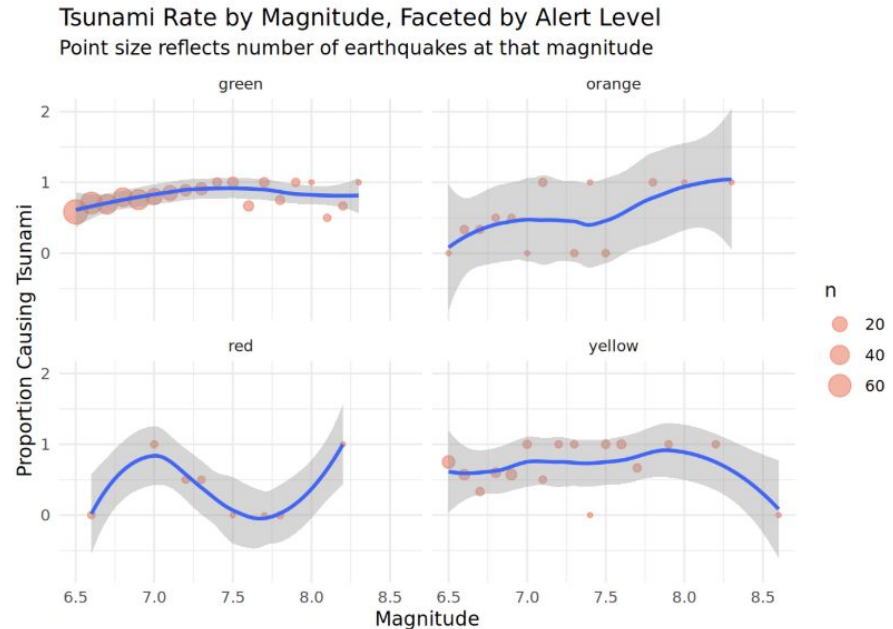 Tsunami Rate by Magnitude, Faceted by Alert Level
Point size reflects number of earthquakes at that magnitude
green
orange
2
1
0
red
yellow
2
1
0
6.5 7.0 7.5 8.0 8.5
6.5 7.0 7.5 8.0 8.5
Magnitude
Proportion Causing Tsunami
n
20
40
60